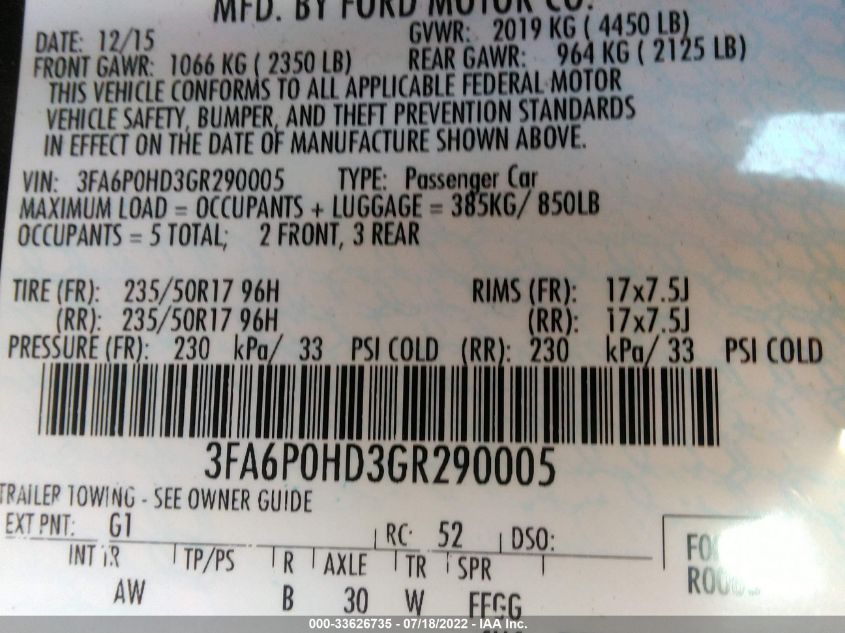 MFD. BY FORD MOTOR CO.
DATE: 12/15 GVWR: 2019 KG ( 4450 LB)
FRONT GAWR: 1066 KG ( 2350 LB) REAR GAWR: 964 KG ( 2125 LB)
THIS VEHICLE CONFORMS TO ALL APPLICABLE FEDERAL MOTOR
VEHICLE SAFETY, BUMPER, AND THEFT PREVENTION STANDARDS
IN EFFECT ON THE DATE OF MANUFACTURE SHOWN ABOVE.
VIN: 3FA6P0HD3GR290005 TYPE: Passenger Car
MAXIMUM LOAD = OCCUPANTS + LUGGAGE = 385KG/ 850LB
OCCUPANTS = 5 TOTAL; 2 FRONT, 3 REAR
TIRE (FR): 235/50R17 96H RIMS (FR): 17x7.5J
(RR): 235/50R17 96H (RR): 17x7.5J
PRESSURE (FR): 230 kPa/ 33 PSI COLD (RR): 230 kPa/ 33 PSI COLD
3FA6P0HD3GR290005
TRAILER TOWING - SEE OWNER GUIDE
EXT PNT: G1 RC: 52 DSO:
INT TR TP/PS R AXLE TR SPR
AW B 30 W FFGG
000-33626735 - 07/18/2022 - IAA, Inc.